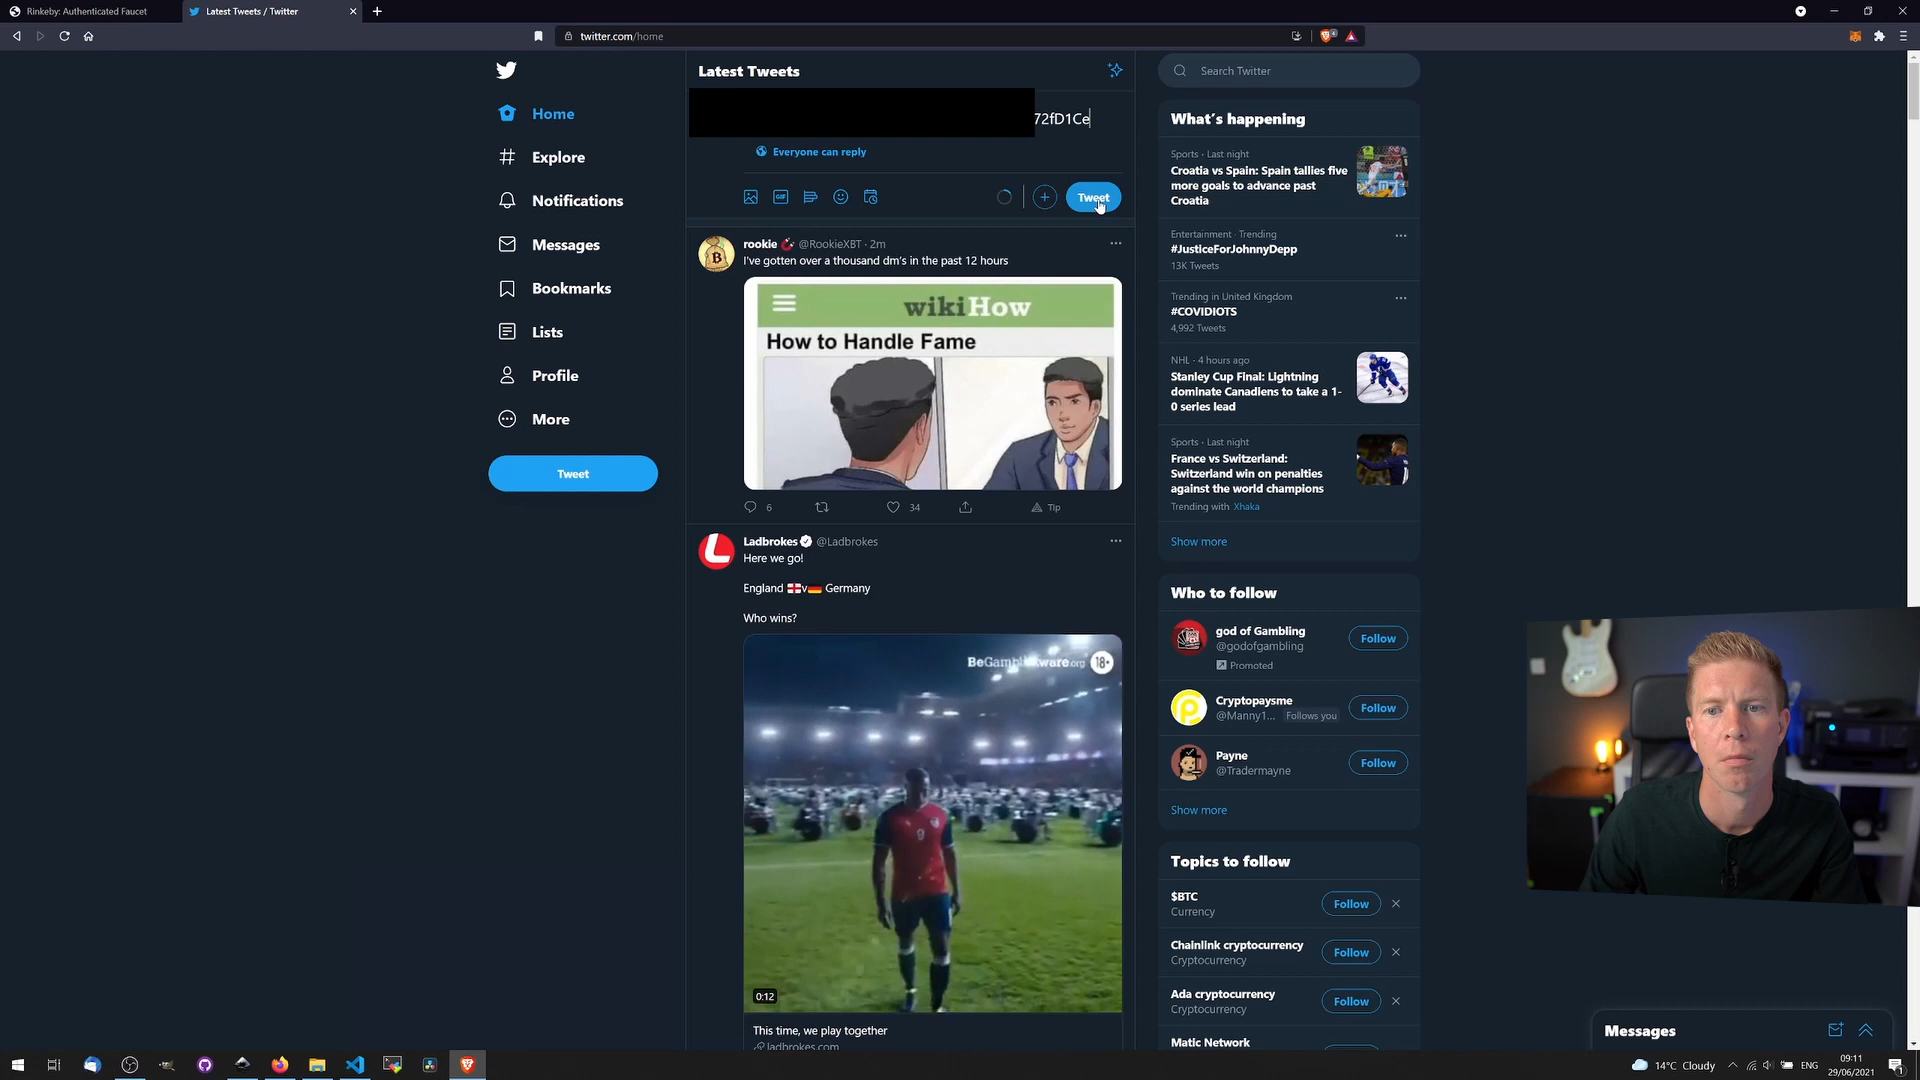 Rinkeby: Authenticated Faucet
Latest Tweets / Twitter
twitter.com/home
Home
Explore
Notifications
Messages
Bookmarks
Lists
Profile
More
Tweet
Latest Tweets
72fD1Ce
Everyone can reply
GIF
Tweet
rookie @RookieXBT · 2m
I've gotten over a thousand dm's in the past 12 hours
wikiHow
How to Handle Fame
6
34
Tip
Ladbrokes @Ladbrokes
Here we go!
England v Germany
Who wins?
BeGambleAware.org 18+
0:12
This time, we play together
ladbrokes.com
Search Twitter
What's happening
Sports · Last night
Croatia vs Spain: Spain tallies five
more goals to advance past
Croatia
Entertainment · Trending
#JusticeForJohnnyDepp
13K Tweets
Trending in United Kingdom
#COVIDIOTS
4,992 Tweets
NHL · 4 hours ago
Stanley Cup Final: Lightning
dominate Canadiens to take a 1-
0 series lead
Sports · Last night
France vs Switzerland:
Switzerland win on penalties
against the world champions
Trending with Xhaka
Show more
Who to follow
god of Gambling
@godofgambling
Promoted
Follow
Cryptopaysme
@Manny1... Follows you
Follow
Payne
@Tradermayne
Follow
Show more
Topics to follow
$BTC
Currency
Follow
Chainlink cryptocurrency
Cryptocurrency
Follow
Ada cryptocurrency
Cryptocurrency
Follow
Matic Network
Messages
14°C Cloudy
ENG
09:11
29/06/2021